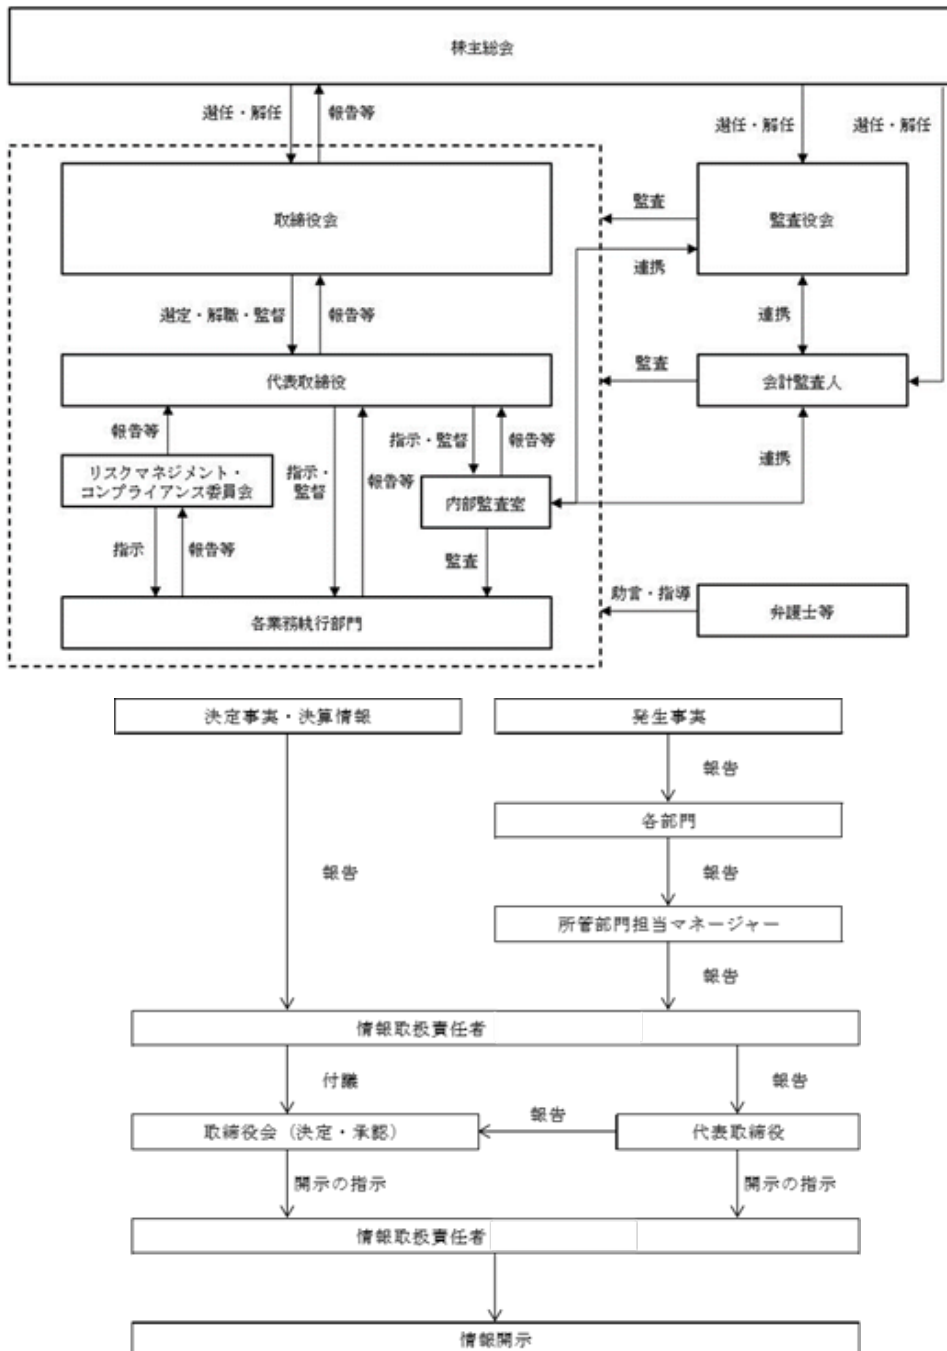 株主総会
選任・解任
報告等
選任・解任
選任・解任
取締役会
監査
監査役会
連携
選定・解職・監督
報告等
連携
代表取締役
監査
会計監査人
報告等
指示・監督
報告等
連携
リスクマネジメント・
コンプライアンス委員会
指示・
監督
報告等
内部監査室
指示
報告等
監査
各業務執行部門
助言・指導
弁護士等
決定事実・決算情報
発生事実
報告
各部門
報告
報告
所管部門担当マネージャー
報告
情報取扱責任者
付議
報告
取締役会（決定・承認）
報告
代表取締役
開示の指示
開示の指示
情報取扱責任者
情報開示